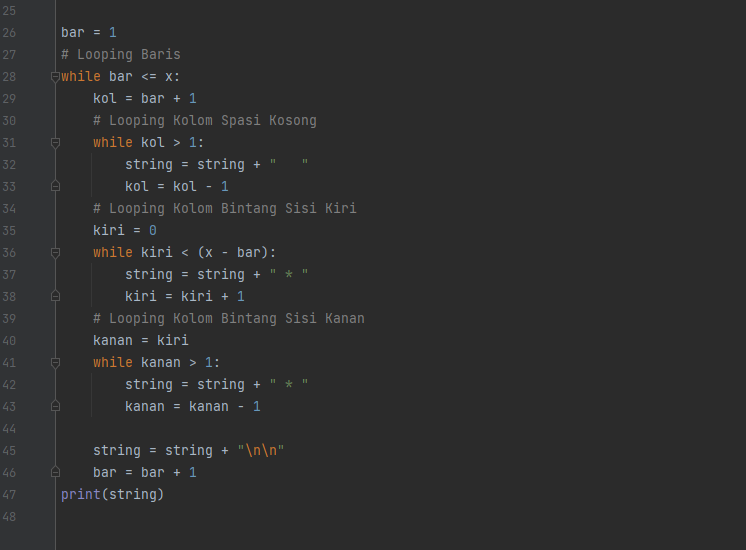 25
26 bar = 1
27 # Looping Baris
28 while bar <= x:
29     kol = bar + 1
30     # Looping Kolom Spasi Kosong
31     while kol > 1:
32         string = string + "   "
33         kol = kol - 1
34     # Looping Kolom Bintang Sisi Kiri
35     kiri = 0
36     while kiri < (x - bar):
37         string = string + " * "
38         kiri = kiri + 1
39     # Looping Kolom Bintang Sisi Kanan
40     kanan = kiri
41     while kanan > 1:
42         string = string + " * "
43         kanan = kanan - 1
44
45     string = string + "\n\n"
46     bar = bar + 1
47 print(string)
48